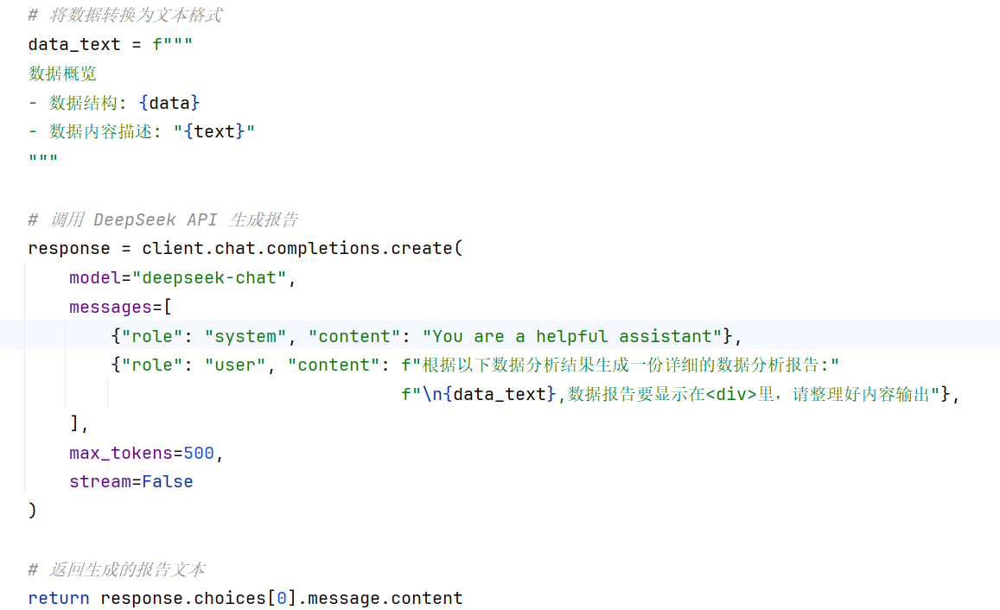 # 将数据转换为文本格式
data_text = f"""
数据概览
- 数据结构: {data}
- 数据内容描述: "{text}"
"""
# 调用 DeepSeek API 生成报告
response = client.chat.completions.create(
model="deepseek-chat",
messages=[
{"role": "system", "content": "You are a helpful assistant"},
{"role": "user", "content": f"根据以下数据分析结果生成一份详细的数据分析报告:"
f"\n{data_text},数据报告要显示在<div>里，请整理好内容输出"},
],
max_tokens=500,
stream=False
)
# 返回生成的报告文本
return response.choices[0].message.content